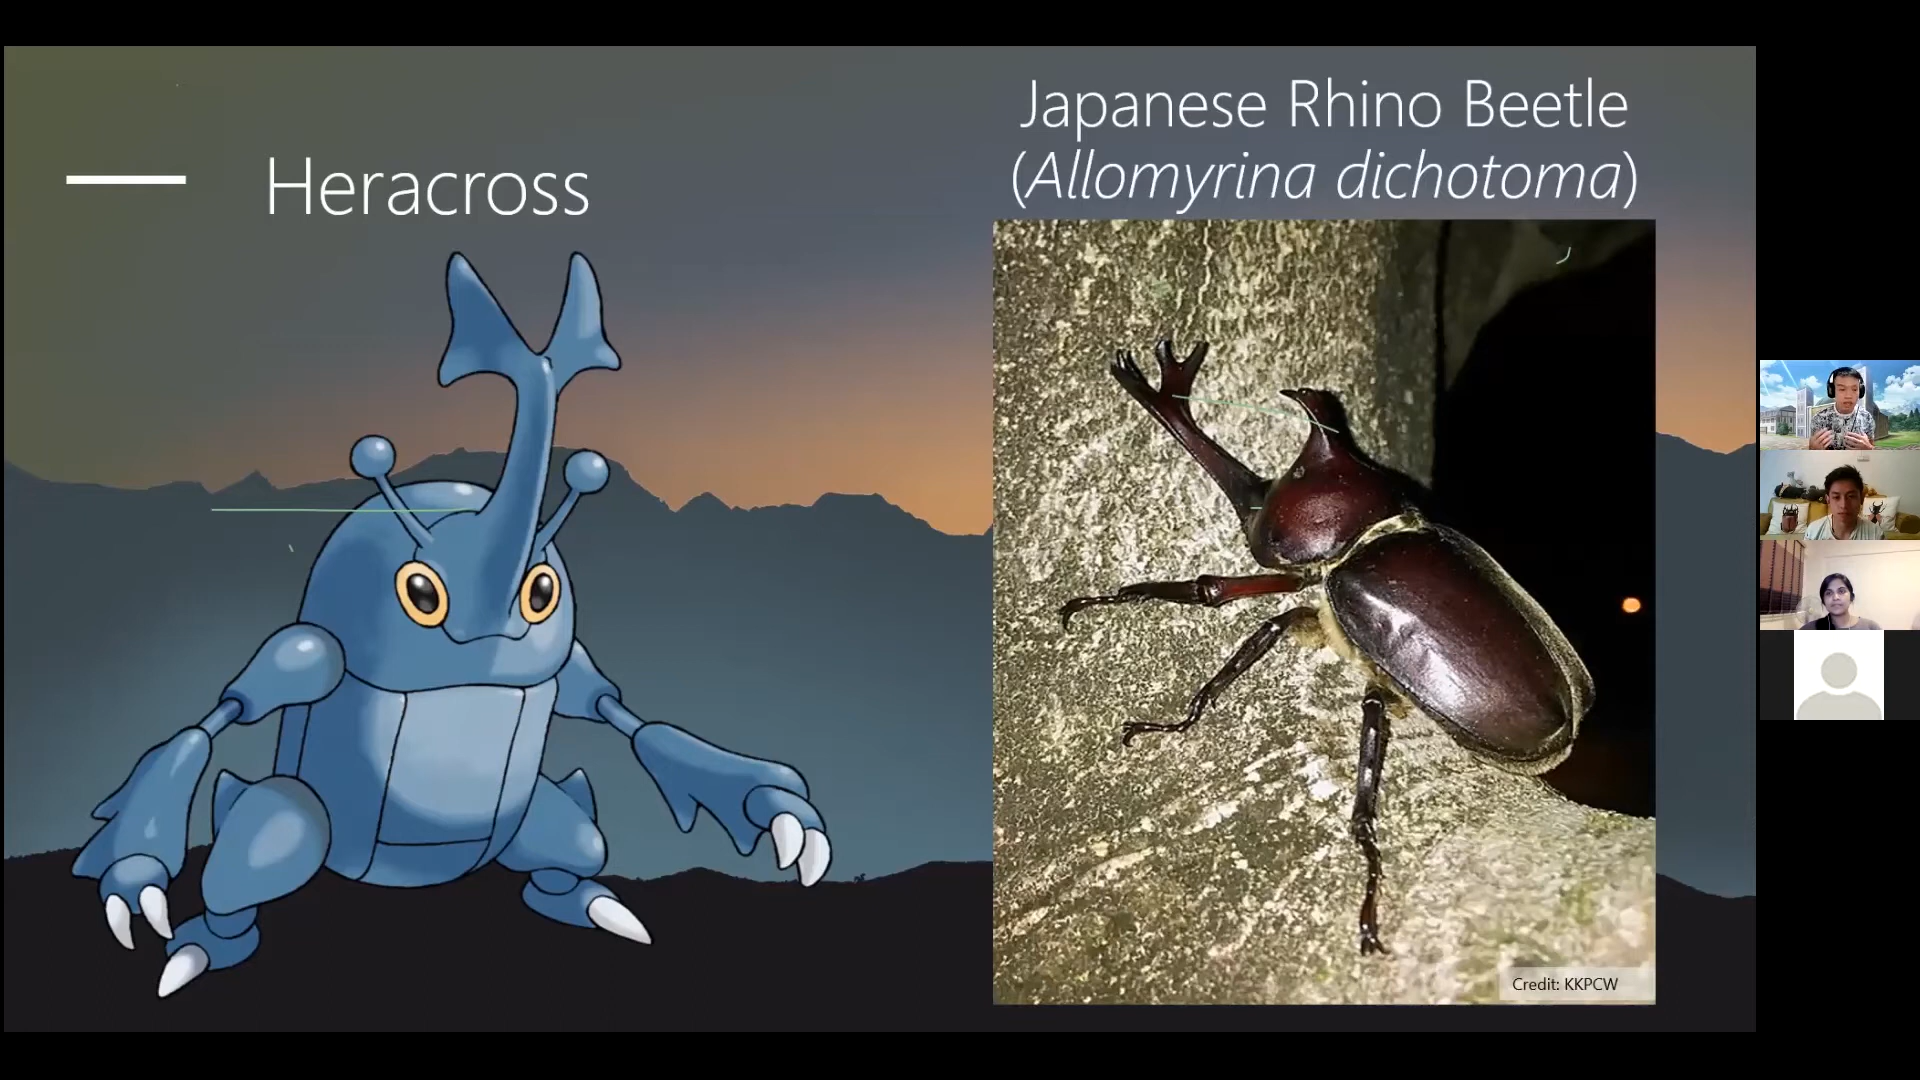 Heracross
Japanese Rhino Beetle
(Allomyrina dichotoma)
Credit: KKPCW